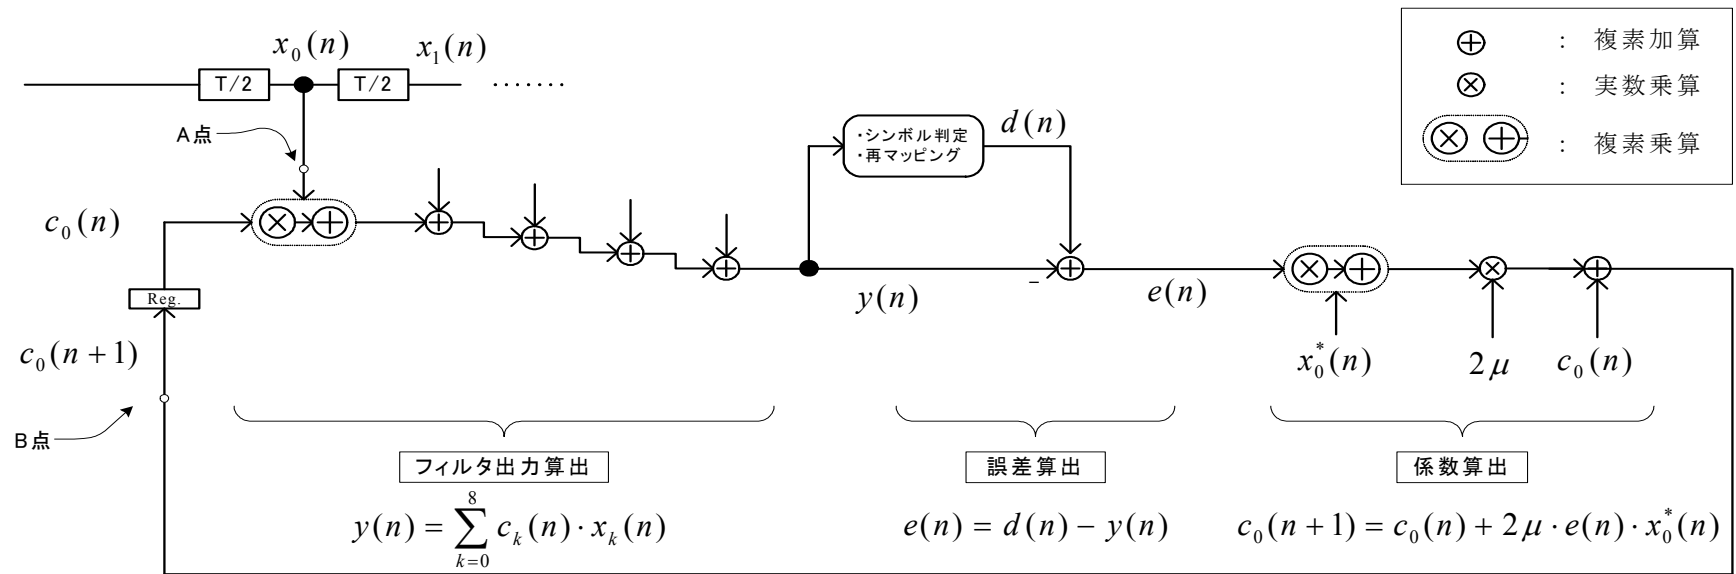 x₀(n)
x₁(n)
T/2
T/2
·······
A点
c₀(n)
Reg.
c₀(n + 1)
B点
・シンボル判定
・再マッピング
d(n)
y(n)
−
e(n)
x₀*(n)
2μ
c₀(n)
⊕ : 複素加算
⊗ : 実数乗算
⊗ ⊕ : 複素乗算
フィルタ出力算出
y(n) = ∑_{k=0}^{8} c_k(n) · x_k(n)
誤差算出
e(n) = d(n) − y(n)
係数算出
c₀(n + 1) = c₀(n) + 2μ · e(n) · x₀*(n)